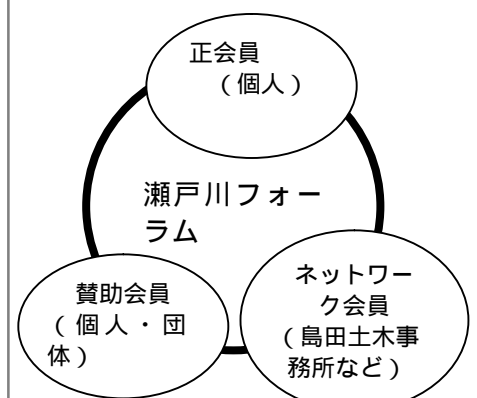 正会員
（個人）
瀬戸川フォー
ラム
賛助会員
（個人・団
体）
ネットワー
ク会員
（島田土木事
務所など）